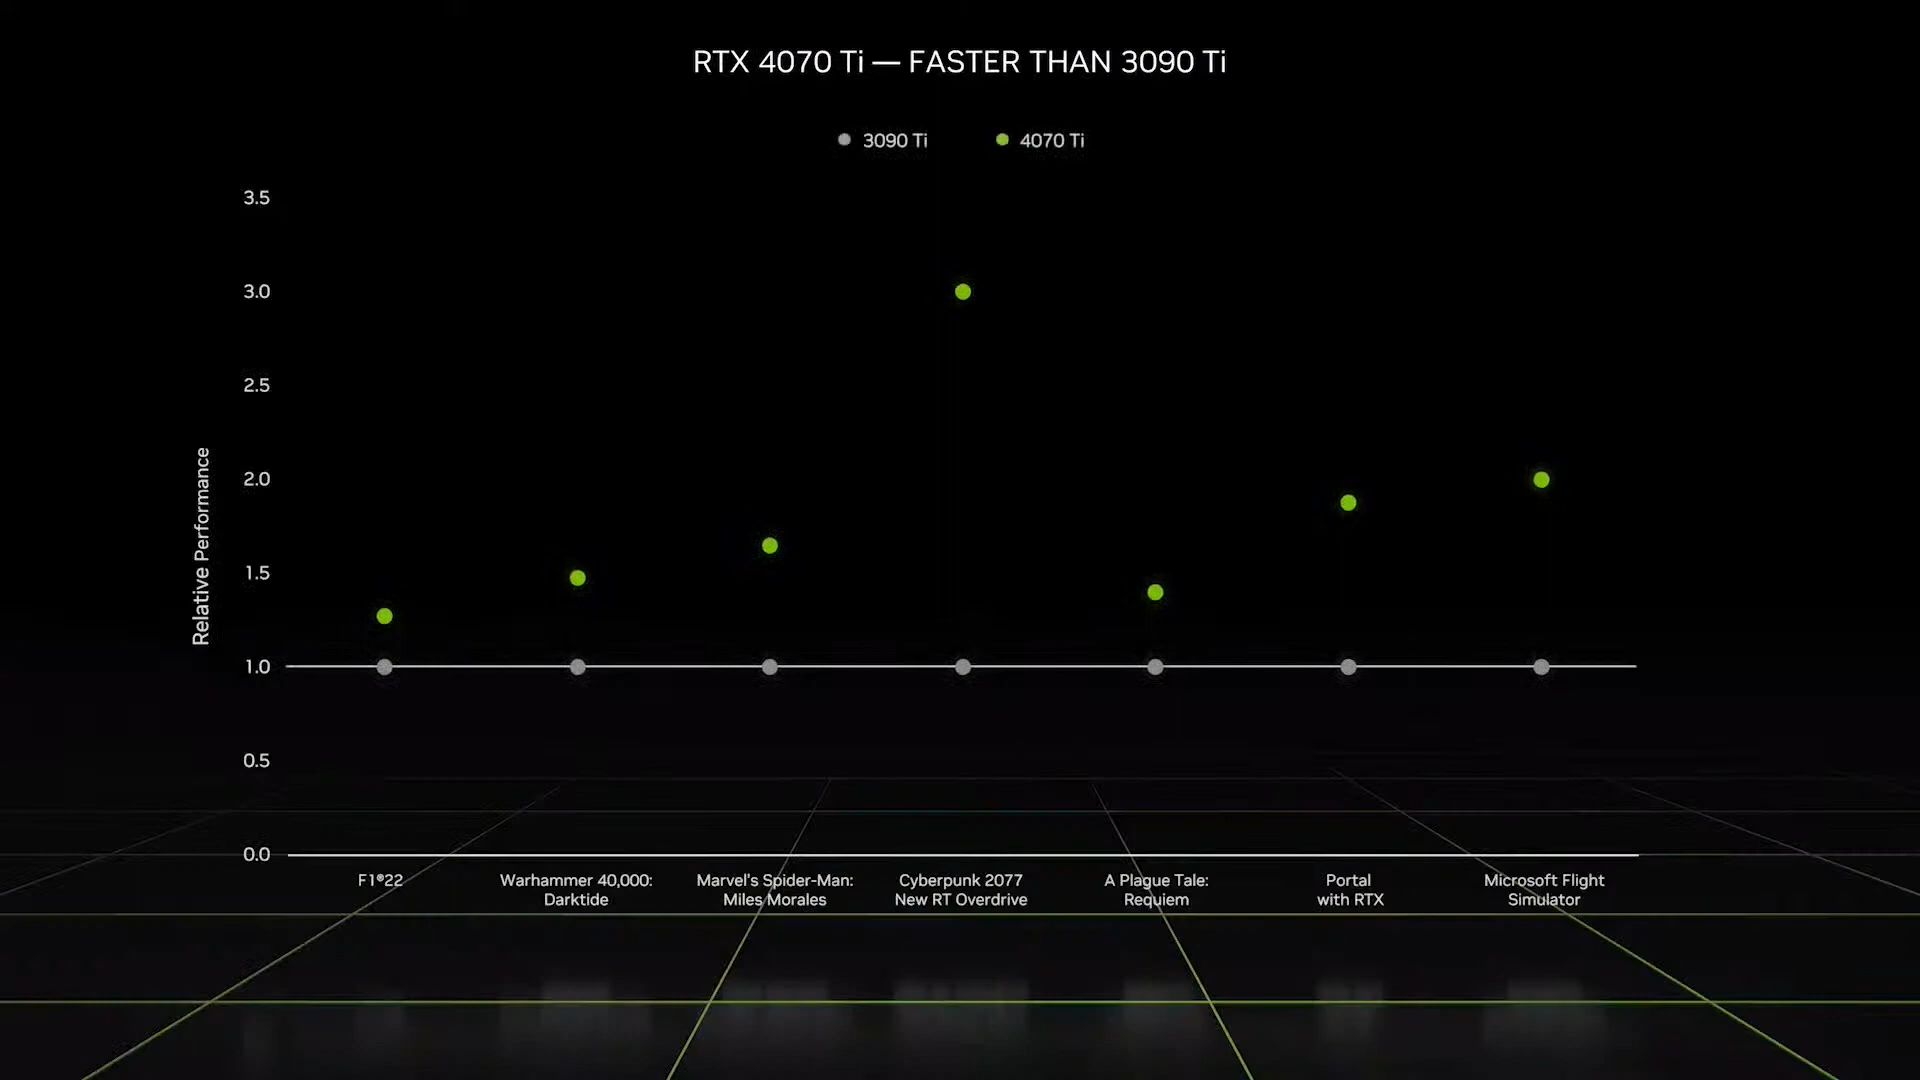 RTX 4070 Ti — FASTER THAN 3090 Ti
3090 Ti
4070 Ti
3.5
3.0
2.5
2.0
1.5
1.0
0.5
0.0
Relative Performance
F1®22
Warhammer 40,000:
Darktide
Marvel's Spider-Man:
Miles Morales
Cyberpunk 2077
New RT Overdrive
A Plague Tale:
Requiem
Portal
with RTX
Microsoft Flight
Simulator